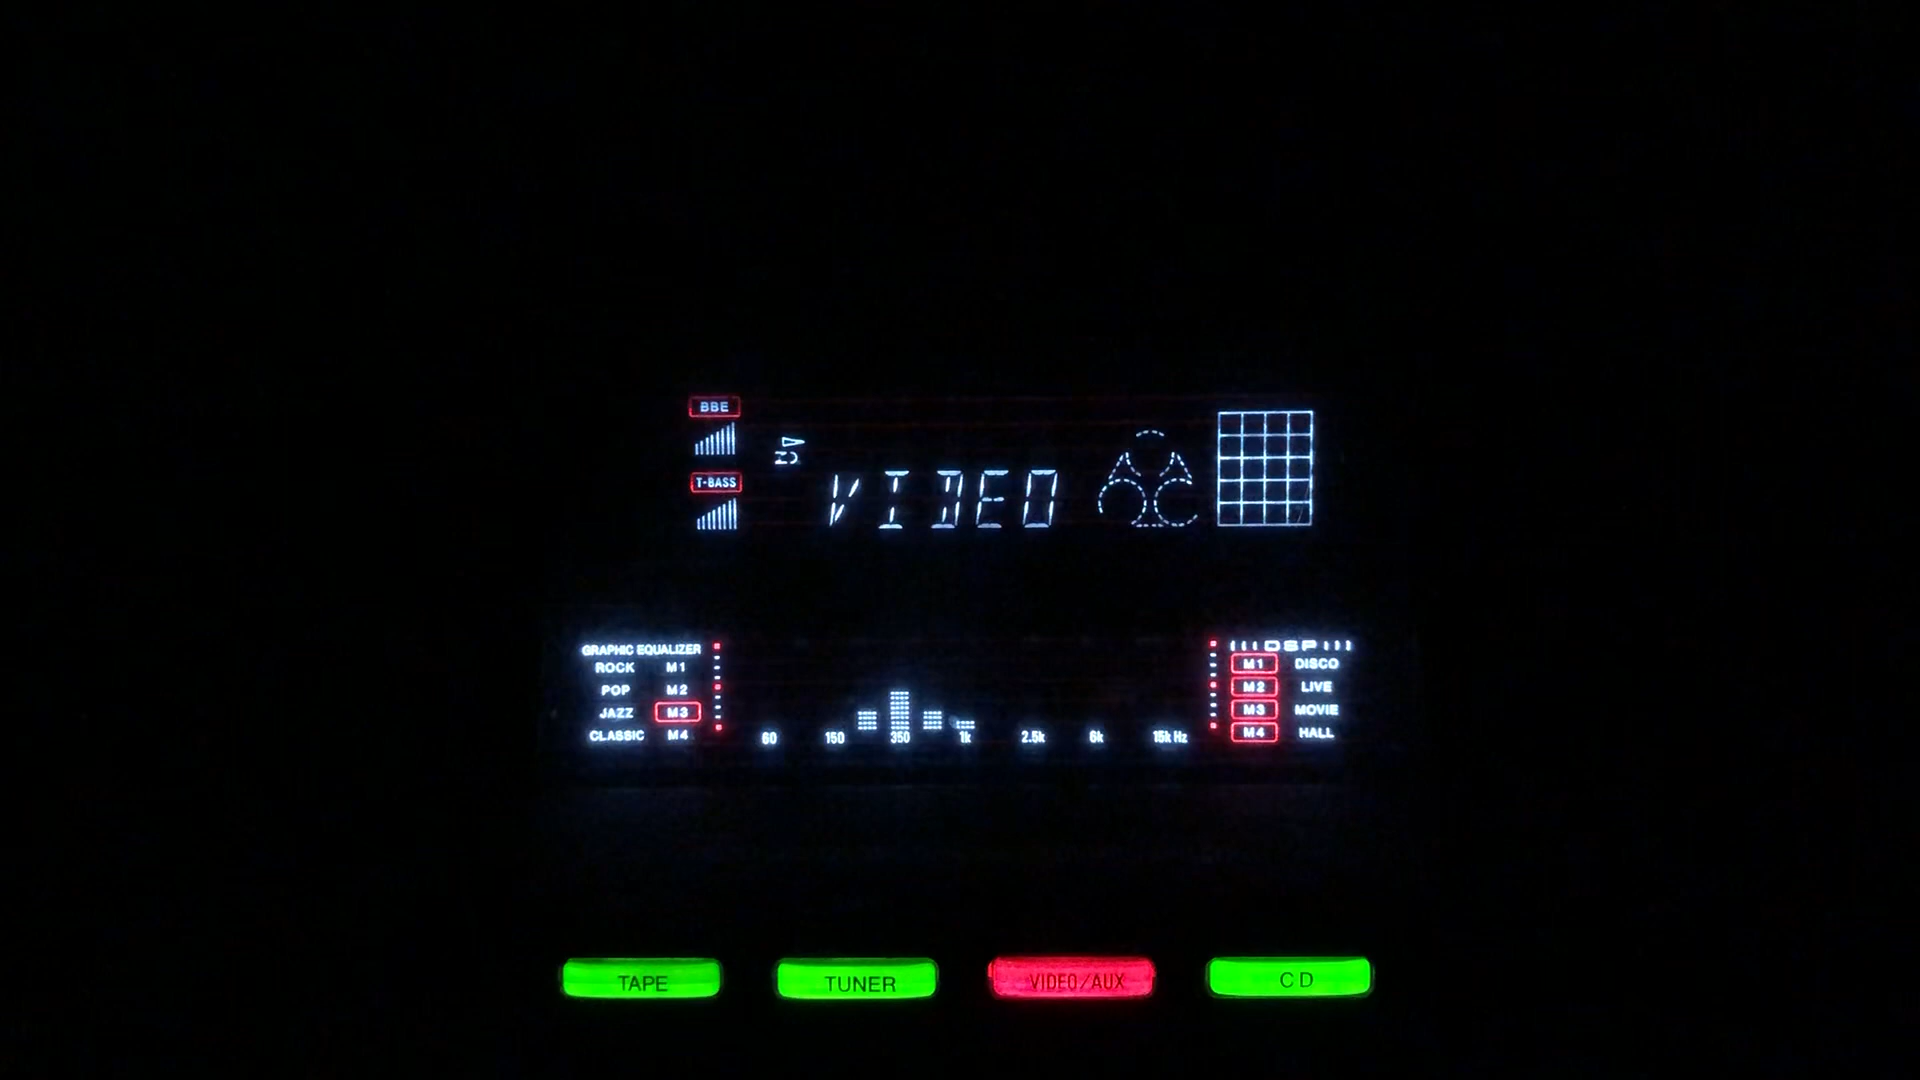 BBE
T-BASS
VIDEO
GRAPHIC EQUALIZER
ROCK M1
POP M2
JAZZ M3
CLASSIC M4
60 150 350 1k 2.5k 6k 15k Hz
DSP
M1 DISCO
M2 LIVE
M3 MOVIE
M4 HALL
TAPE TUNER VIDEO/AUX CD